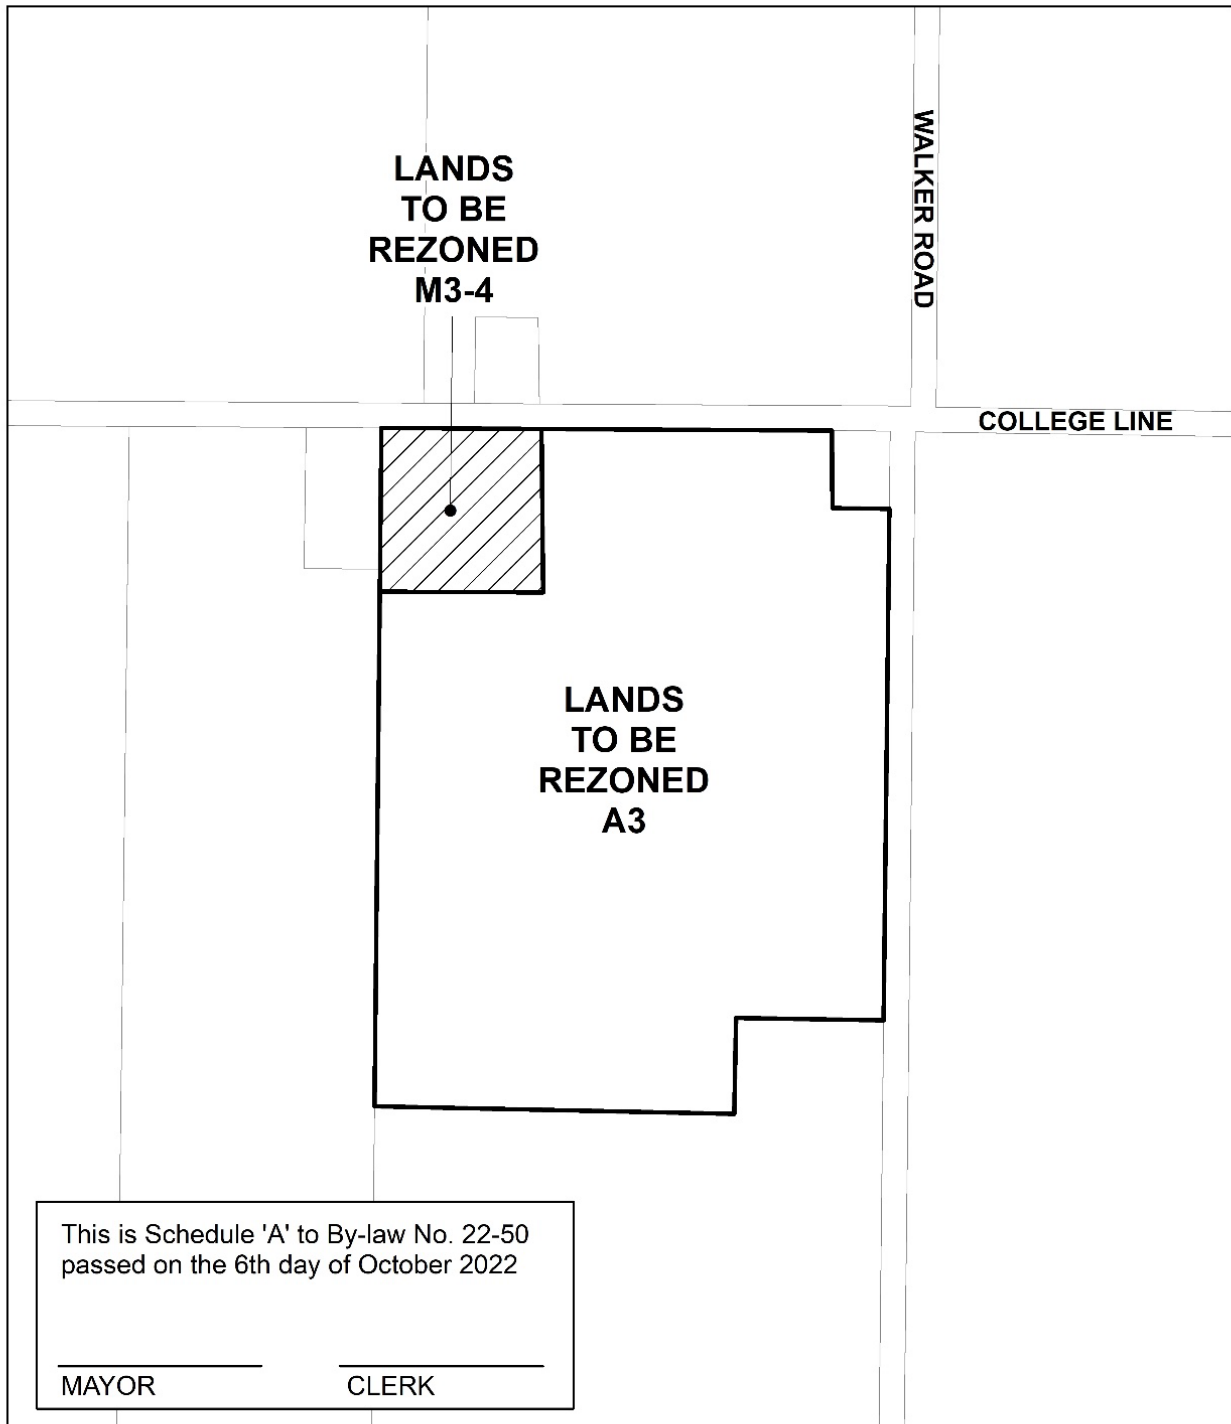 LANDS
TO BE
REZONED
M3-4
WALKER ROAD
COLLEGE LINE
LANDS
TO BE
REZONED
A3
This is Schedule 'A' to By-law No. 22-50
passed on the 6th day of October 2022
MAYOR CLERK